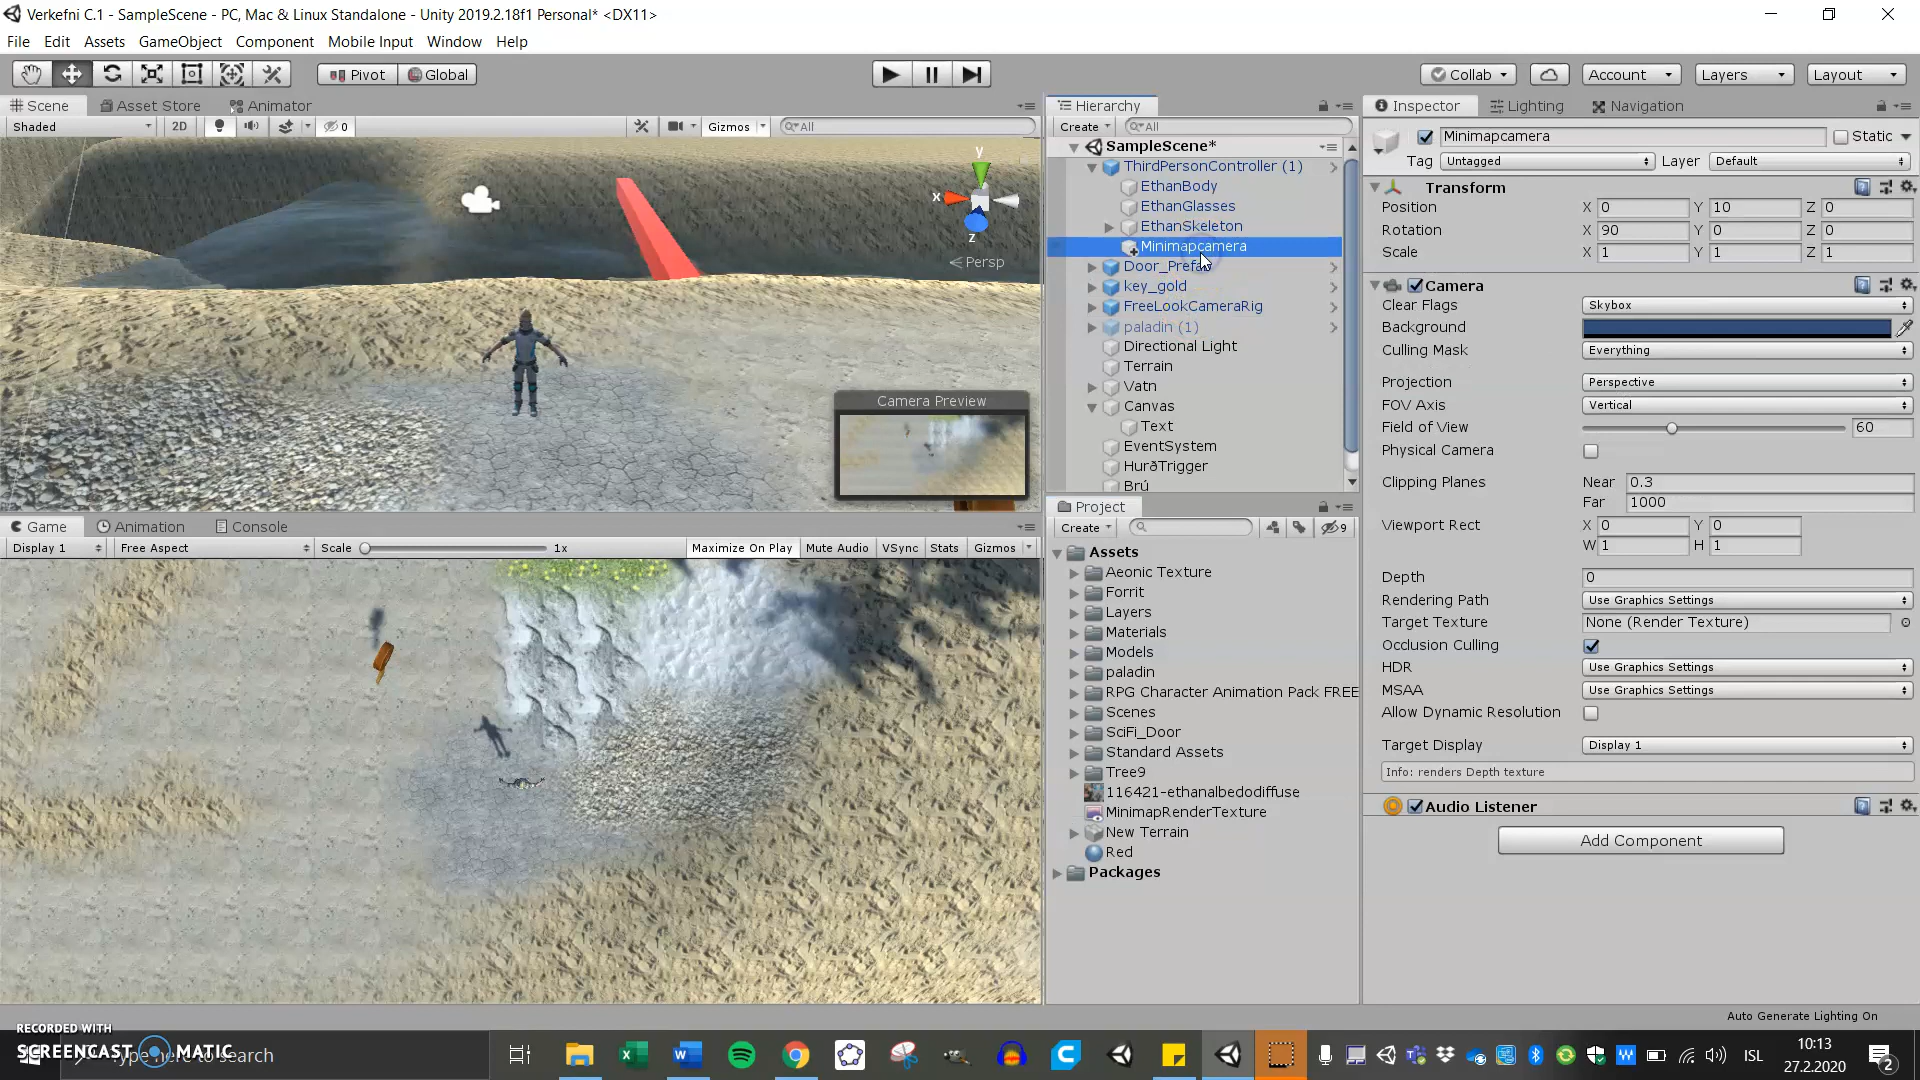 Verkefni C.1 - SampleScene - PC, Mac & Linux Standalone - Unity 2019.2.18f1 Personal* <DX11>
File Edit Assets GameObject Component Mobile Input Window Help
Pivot Global Collab Account Layers Layout
Scene Asset Store Animator
Shaded 2D 0 Gizmos All
y
x
z
Persp
Camera Preview
Game Animation Console
Display 1 Free Aspect Scale 1x Maximize On Play Mute Audio VSync Stats Gizmos
Hierarchy
Create All
SampleScene*
ThirdPersonController (1)
EthanBody
EthanGlasses
EthanSkeleton
Minimapcamera
Door_Prefab
key_gold
FreeLookCameraRig
paladin (1)
Directional Light
Terrain
Vatn
Canvas
Text
EventSystem
HurðTrigger
Brú
Project
Create 9
Assets
Aeonic Texture
Forrit
Layers
Materials
Models
paladin
RPG Character Animation Pack FREE
Scenes
SciFi_Door
Standard Assets
Tree9
116421-ethanalbedodiffuse
MinimapRenderTexture
New Terrain
Red
Packages
Inspector Lighting Navigation
Minimapcamera Static
Tag Untagged Layer Default
Transform
Position X 0 Y 10 Z 0
Rotation X 90 Y 0 Z 0
Scale X 1 Y 1 Z 1
Camera
Clear Flags Skybox
Background
Culling Mask Everything
Projection Perspective
FOV Axis Vertical
Field of View 60
Physical Camera
Clipping Planes Near 0.3
Far 1000
Viewport Rect X 0 Y 0
W 1 H 1
Depth 0
Rendering Path Use Graphics Settings
Target Texture None (Render Texture)
Occlusion Culling
HDR Use Graphics Settings
MSAA Use Graphics Settings
Allow Dynamic Resolution
Target Display Display 1
Info: renders Depth texture
Audio Listener
Add Component
Auto Generate Lighting On
RECORDED WITH
SCREENCAST MATIC
Type here to search
ISL
10:13
27.2.2020
2